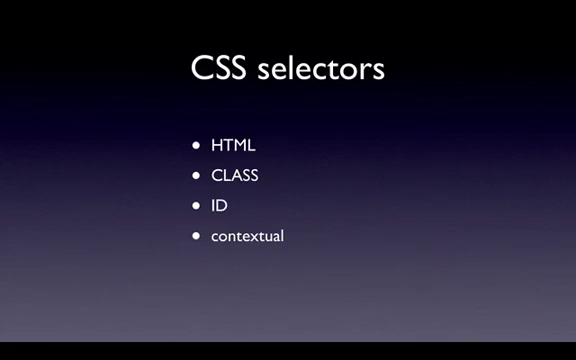 CSS selectors
• HTML
• CLASS
• ID
• contextual